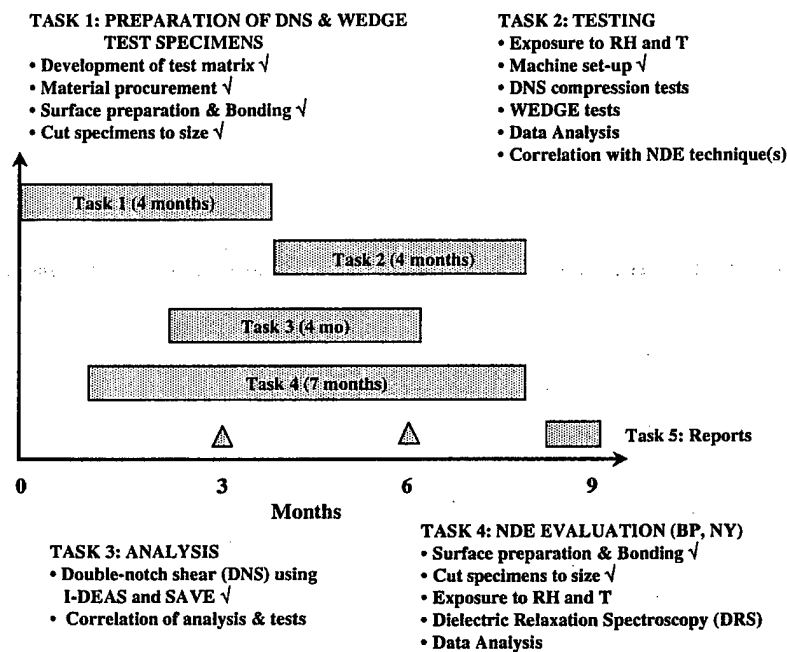 TASK 1: PREPARATION OF DNS & WEDGE
TEST SPECIMENS
• Development of test matrix √
• Material procurement √
• Surface preparation & Bonding √
• Cut specimens to size √
TASK 2: TESTING
• Exposure to RH and T
• Machine set-up √
• DNS compression tests
• WEDGE tests
• Data Analysis
• Correlation with NDE technique(s)
Task 1 (4 months)
Task 2 (4 months)
Task 3 (4 mo)
Task 4 (7 months)
Task 5: Reports
0 3 6 9
Months
TASK 3: ANALYSIS
• Double-notch shear (DNS) using
I-DEAS and SAVE √
• Correlation of analysis & tests
TASK 4: NDE EVALUATION (BP, NY)
• Surface preparation & Bonding √
• Cut specimens to size √
• Exposure to RH and T
• Dielectric Relaxation Spectroscopy (DRS)
• Data Analysis